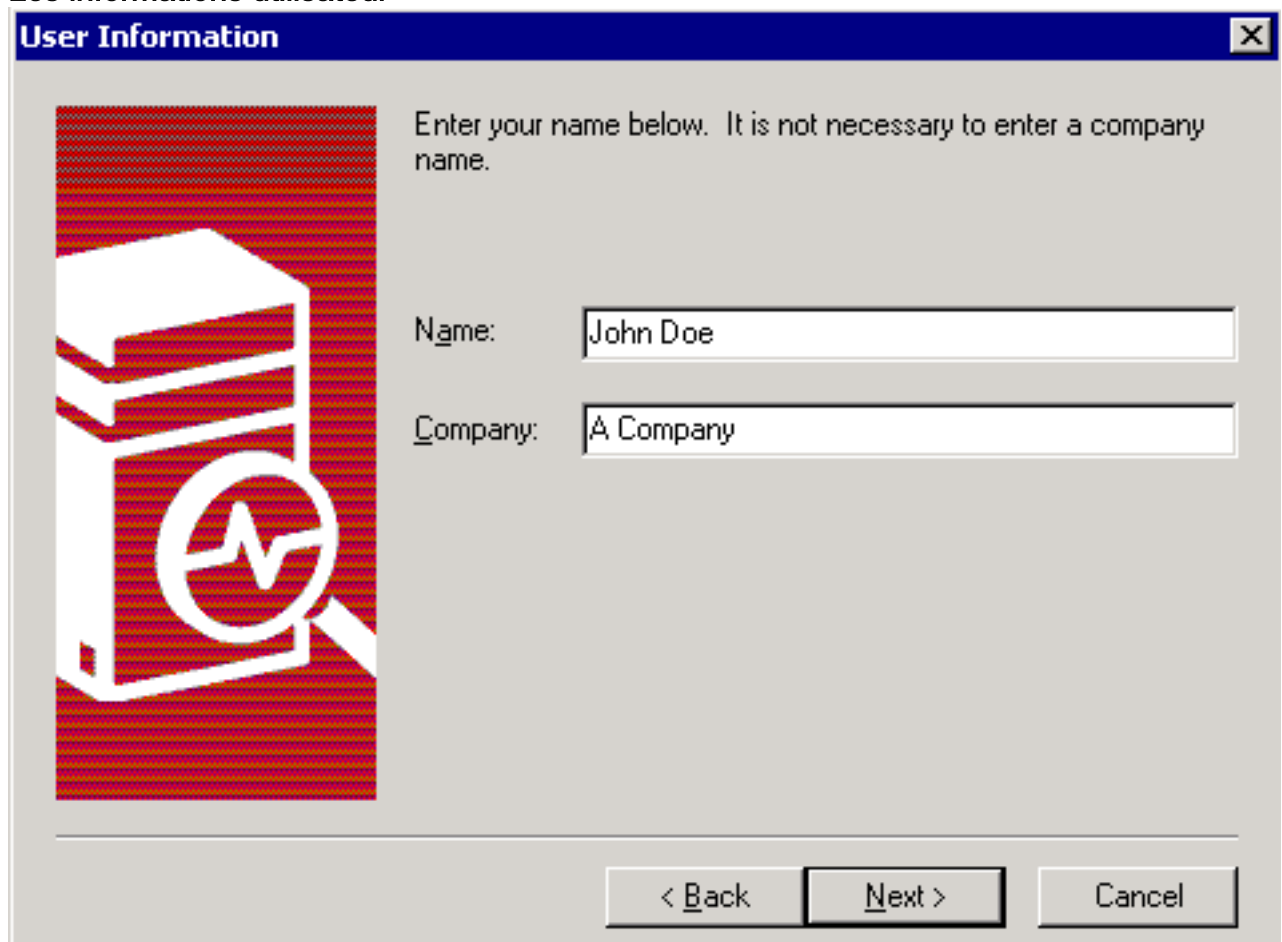 User Information
Enter your name below.  It is not necessary to enter a company
name.
Name: John Doe
Company: A Company
< Back Next > Cancel